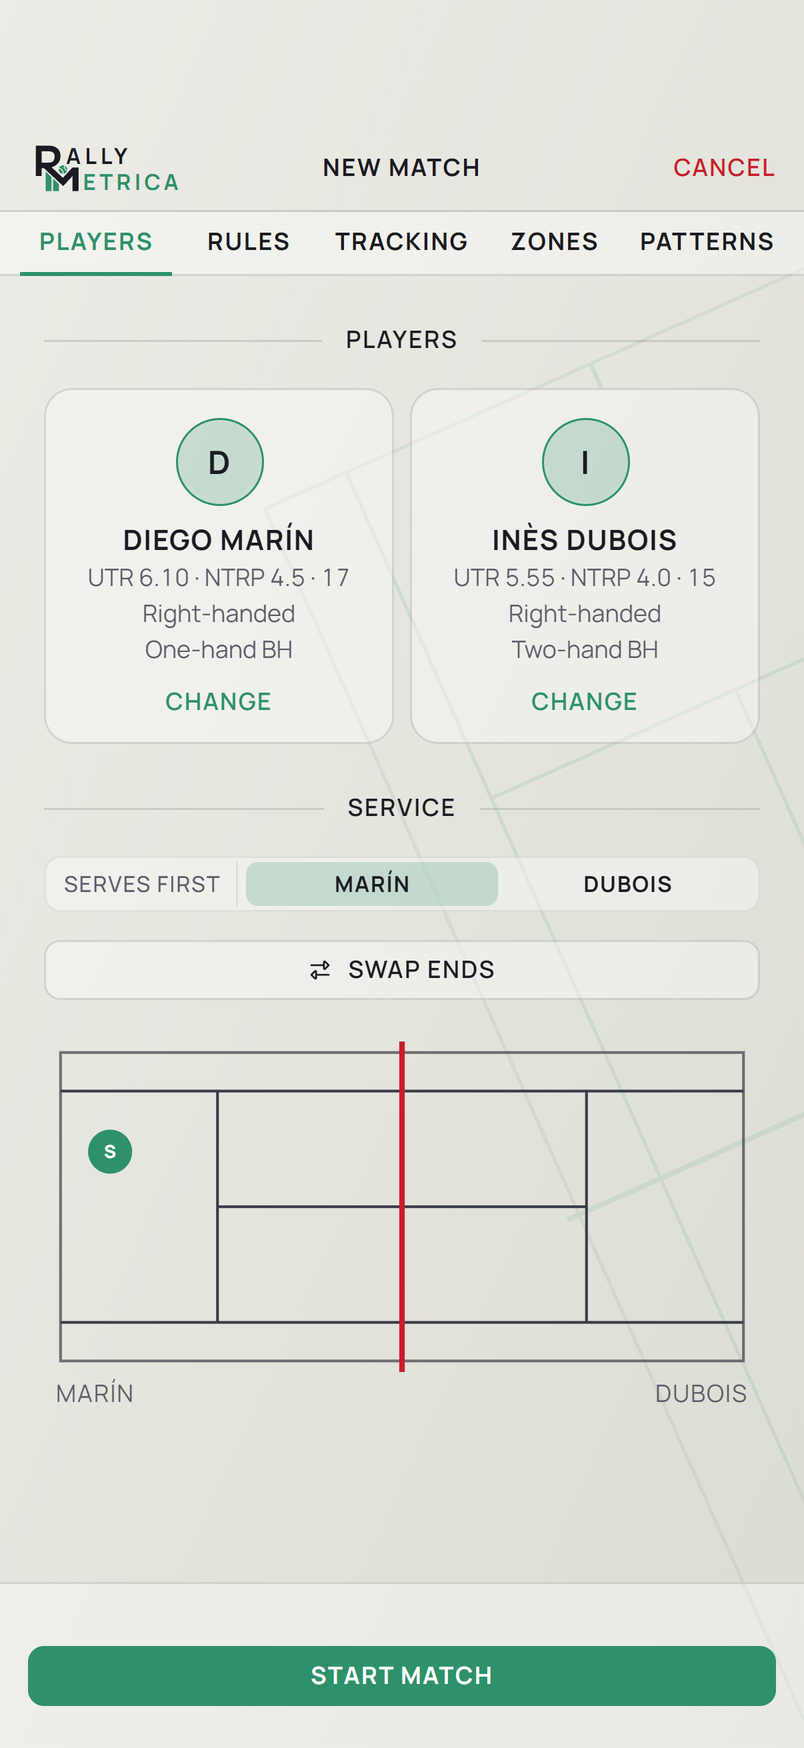 RALLY
METRICA
NEW MATCH
CANCEL
PLAYERS RULES TRACKING ZONES PATTERNS
PLAYERS
D
DIEGO MARÍN
UTR 6.10 · NTRP 4.5 · 17
Right-handed
One-hand BH
CHANGE
I
INÈS DUBOIS
UTR 5.55 · NTRP 4.0 · 15
Right-handed
Two-hand BH
CHANGE
SERVICE
SERVES FIRST MARÍN DUBOIS
SWAP ENDS
S
MARÍN DUBOIS
START MATCH